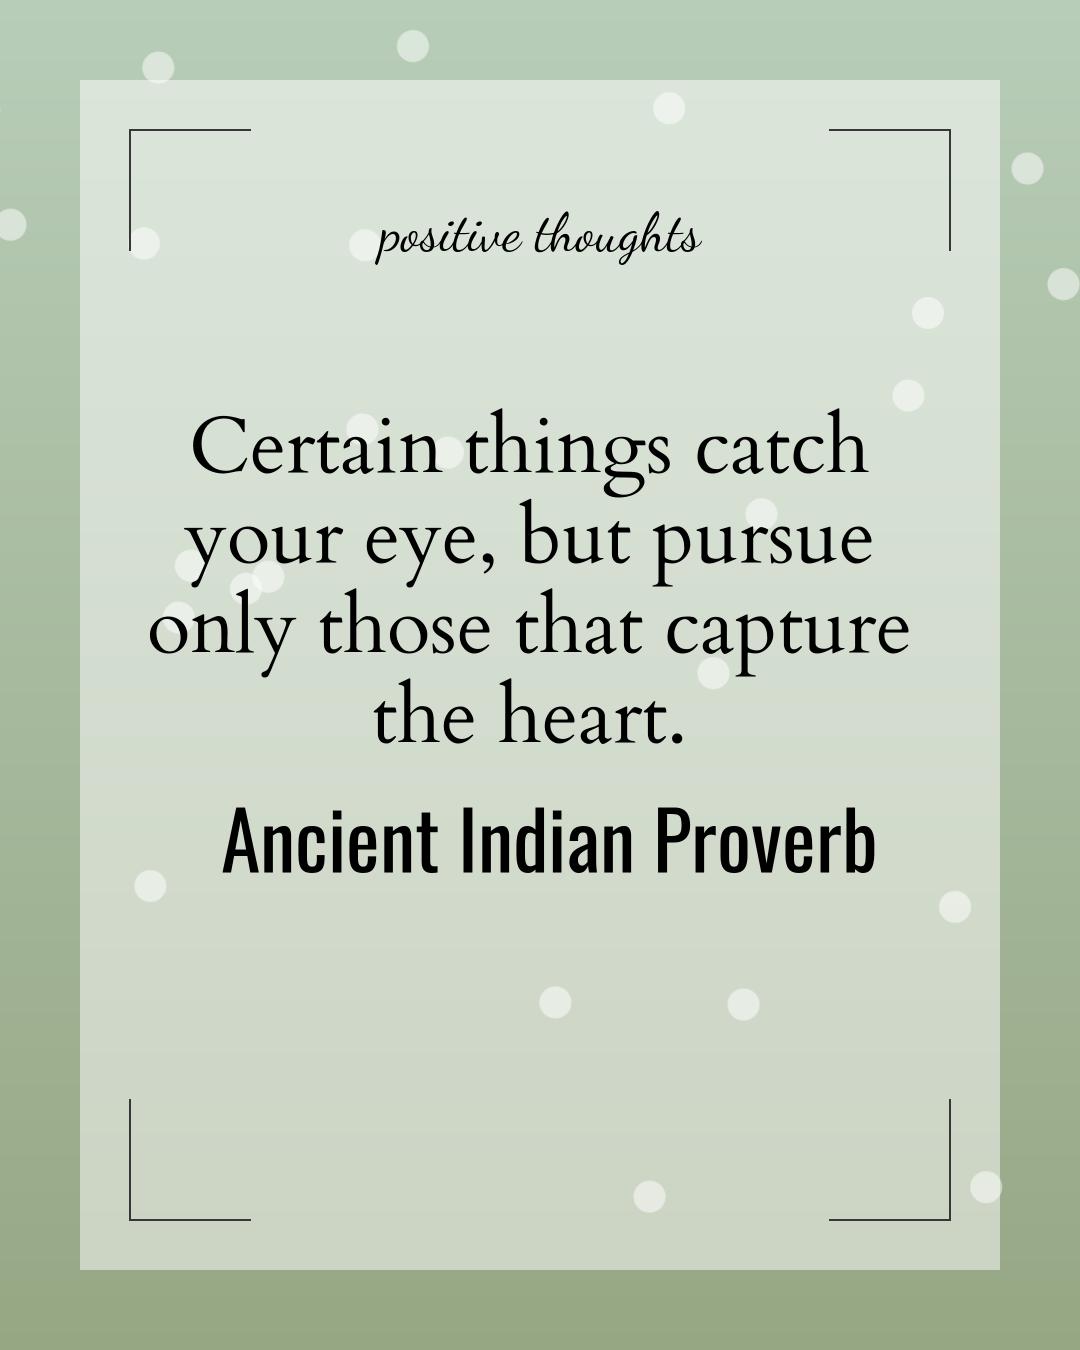 positive thoughts
Certain things catch
your eye, but pursue
only those that capture
the heart.
Ancient Indian Proverb